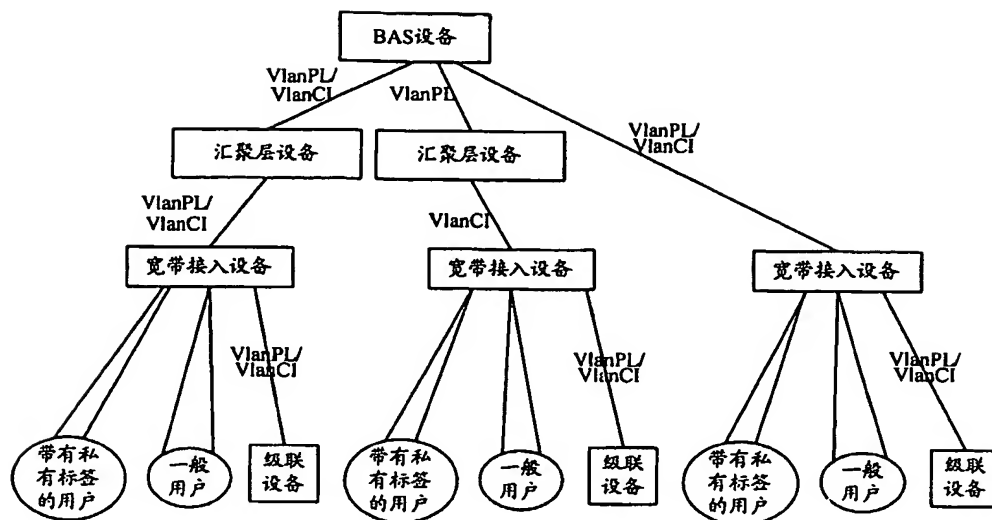 BAS设备
VlanPL/
VlanCI
VlanPL
VlanPL/
VlanCI
汇聚层设备
汇聚层设备
VlanPL/
VlanCI
VlanCI
宽带接入设备
宽带接入设备
宽带接入设备
VlanPL/
VlanCI
VlanPL/
VlanCI
VlanPL/
VlanCI
带有私
有标签
的用户
一般
用户
级联
设备
带有私
有标签
的用户
一般
用户
级联
设备
带有私
有标签
的用户
一般
用户
级联
设备